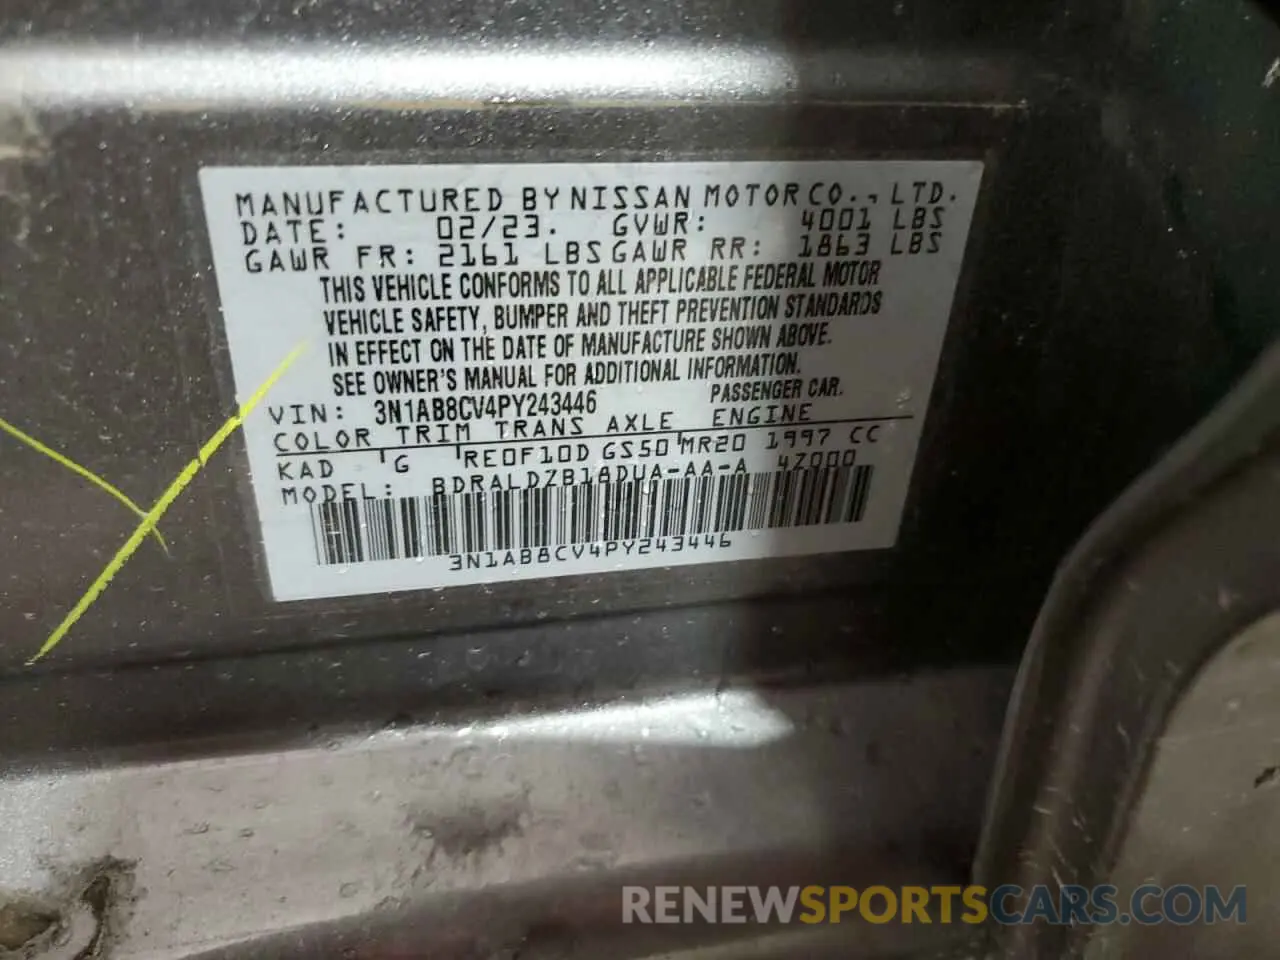 MANUFACTURED BY NISSAN MOTOR CO., LTD.
DATE: 02/23. GVWR: 4001 LBS
GAWR FR: 2161 LBS GAWR RR: 1863 LBS
THIS VEHICLE CONFORMS TO ALL APPLICABLE FEDERAL MOTOR
VEHICLE SAFETY, BUMPER AND THEFT PREVENTION STANDARDS
IN EFFECT ON THE DATE OF MANUFACTURE SHOWN ABOVE.
SEE OWNER'S MANUAL FOR ADDITIONAL INFORMATION.
VIN: 3N1AB8CV4PY243446 PASSENGER CAR.
COLOR TRIM TRANS AXLE ENGINE
KAD G RE0F10D GS50 MR20 1997 CC
MODEL: BDRALDZB18DUA-AA-A 47000
3N1AB8CV4PY243446
RENEWSPORTSCARS.COM